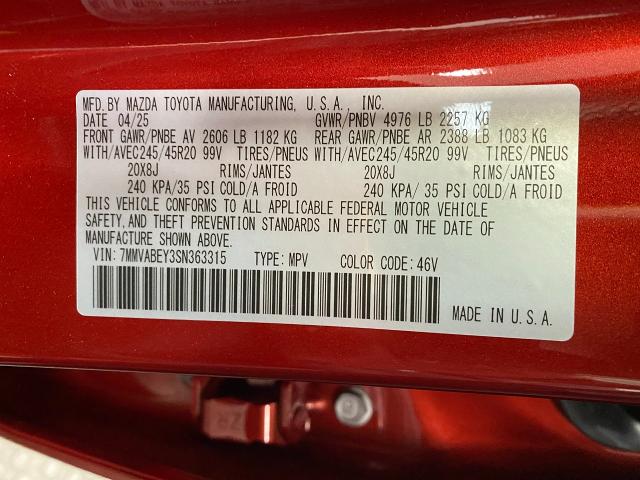 MFD. BY MAZDA TOYOTA MANUFACTURING, U.S.A., INC.
DATE 04/25 GVWR/PNBV 4976 LB 2257 KG
FRONT GAWR/PNBE AV 2606 LB 1182 KG REAR GAWR/PNBE AR 2388 LB 1083 KG
WITH/AVEC245/45R20 99V TIRES/PNEUS WITH/AVEC245/45R20 99V TIRES/PNEUS
20X8J RIMS/JANTES 20X8J RIMS/JANTES
240 KPA/35 PSI COLD/A FROID 240 KPA/ 35 PSI COLD/A FROID
THIS VEHICLE CONFORMS TO ALL APPLICABLE FEDERAL MOTOR VEHICLE
SAFETY,AND THEFT PREVENTION STANDARDS IN EFFECT ON THE DATE OF
MANUFACTURE SHOWN ABOVE.
VIN:7MMVABEY3SN363315 TYPE:MPV COLOR CODE:46V
MADE IN U.S.A.